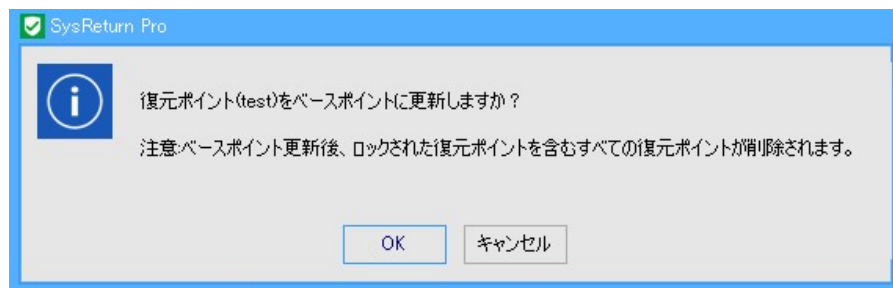 SysReturn Pro
復元ポイント(test)をベースポイントに更新しますか？
注意:ベースポイント更新後、ロックされた復元ポイントを含むすべての復元ポイントが削除されます。
OK
キャンセル